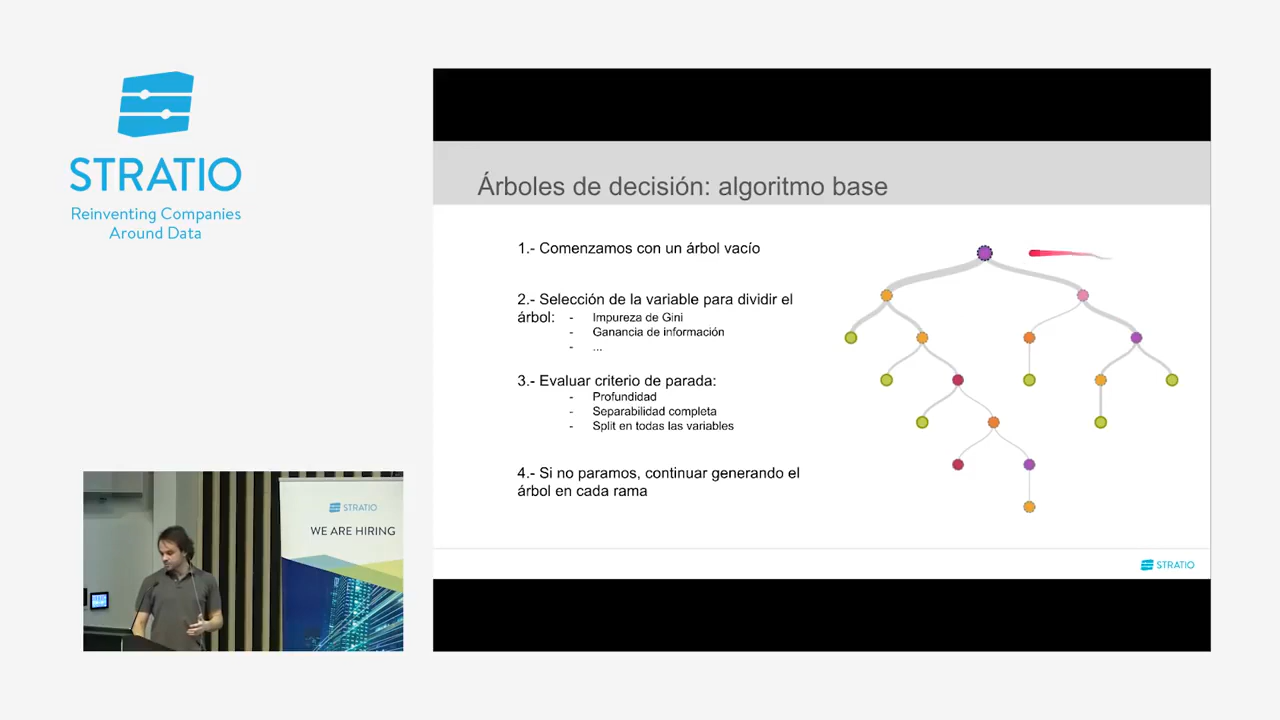 STRATIO
Reinventing Companies
Around Data
Árboles de decisión: algoritmo base
1.- Comenzamos con un árbol vacío
2.- Selección de la variable para dividir el
árbol:
- Impureza de Gini
- Ganancia de información
- ...
3.- Evaluar criterio de parada:
- Profundidad
- Separabilidad completa
- Split en todas las variables
4.- Si no paramos, continuar generando el
árbol en cada rama
STRATIO
STRATIO
WE ARE HIRING